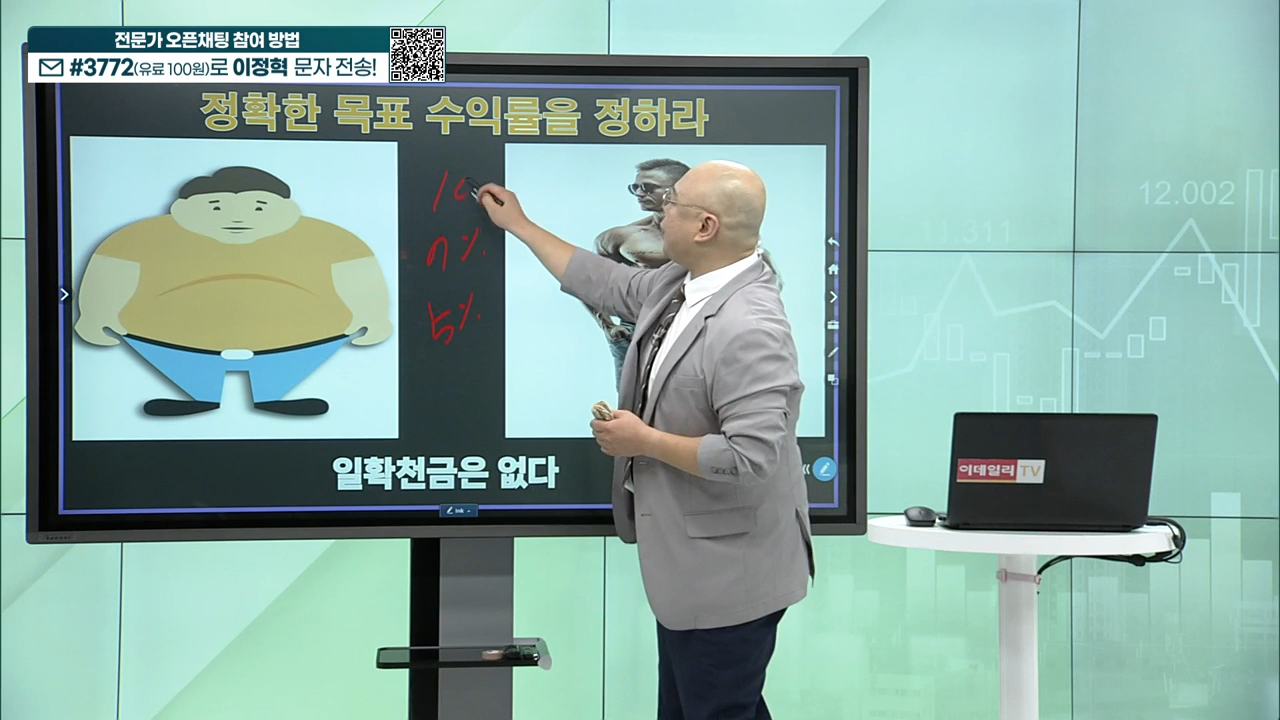 전문가 오픈채팅 참여 방법
#3772(유료 100원)로 이정혁 문자 전송!
정확한 목표 수익률을 정하라
10
7%.
5%.
일확천금은 없다
Ink
12.002
.311
이데일리TV